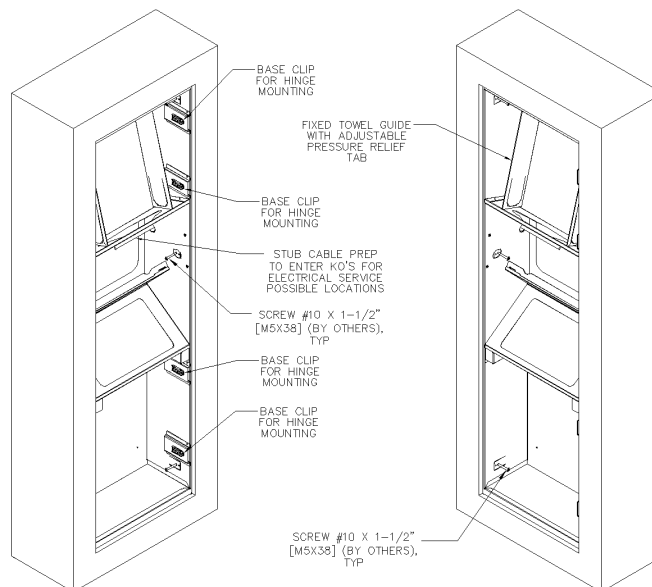 BASE CLIP
FOR HINGE
MOUNTING
FIXED TOWEL GUIDE
WITH ADJUSTABLE
PRESSURE RELIEF
TAB
BASE CLIP
FOR HINGE
MOUNTING
STUB CABLE PREP
TO ENTER KO'S FOR
ELECTRICAL SERVICE
POSSIBLE LOCATIONS
SCREW #10 X 1-1/2"
[M5X38] (BY OTHERS),
TYP
BASE CLIP
FOR HINGE
MOUNTING
BASE CLIP
FOR HINGE
MOUNTING
SCREW #10 X 1-1/2"
[M5X38] (BY OTHERS),
TYP